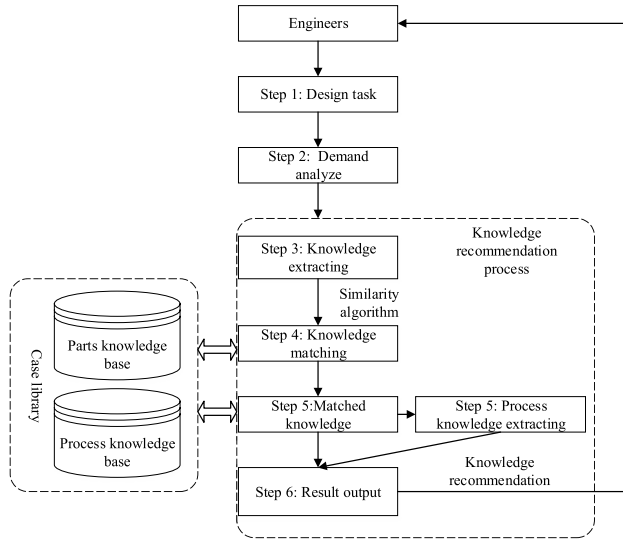 Engineers
Step 1: Design task
Step 2: Demand
analyze
Knowledge
recommendation
process
Step 3: Knowledge
extracting
Similarity
algorithm
Step 4: Knowledge
matching
Parts knowledge
base
Case library
Process knowledge
base
Step 5:Matched
knowledge
Step 5: Process
knowledge extracting
Step 6: Result output
Knowledge
recommendation